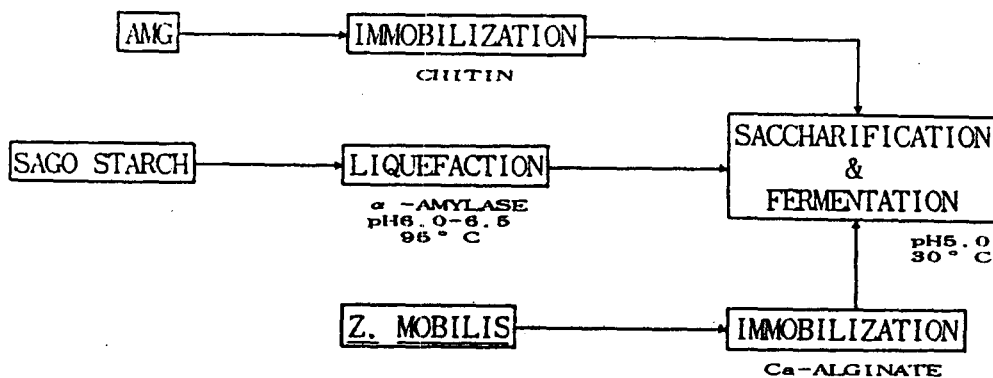 AMG
IMMOBILIZATION
CHITIN
SAGO STARCH
LIQUEFACTION
α-AMYLASE
pH6.0-6.5
95° C
SACCHARIFICATION
&
FERMENTATION
pH5.0
30° C
Z. MOBILIS
IMMOBILIZATION
Ca-ALGINATE